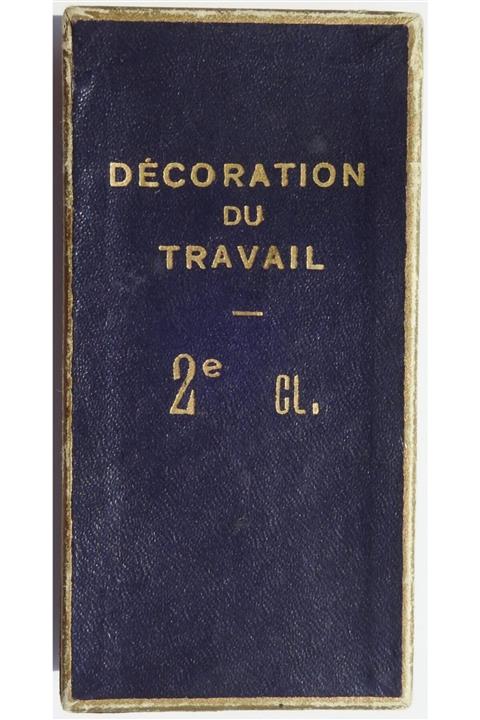 DÉCORATION
DU
TRAVAIL
—
2e CL.